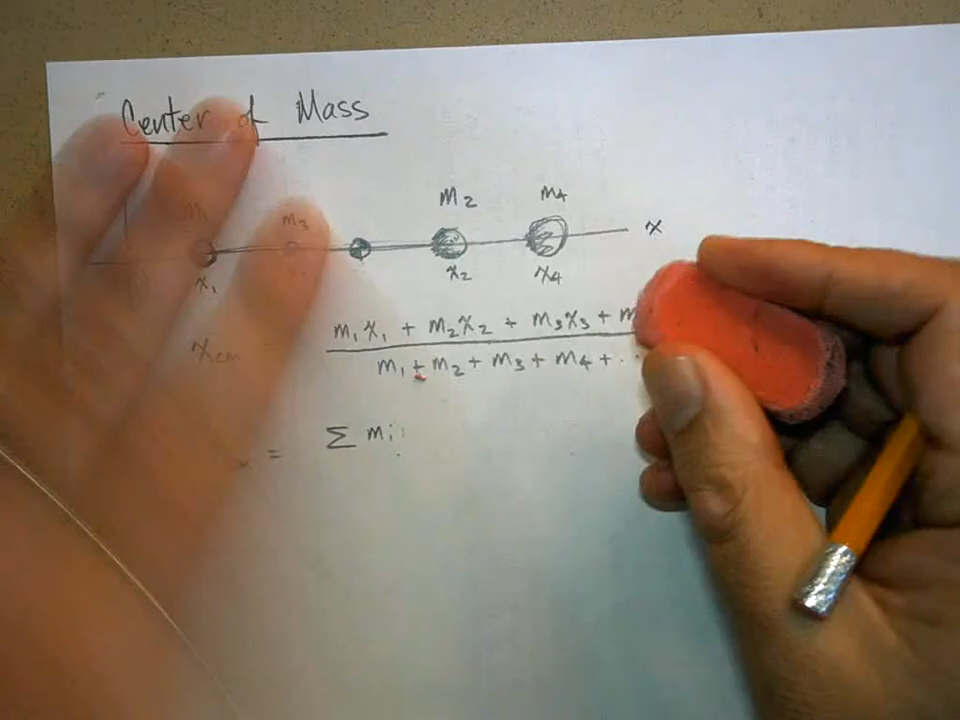 Center of Mass
m₁ m₃ m₂ m₄
x
x₁ x₂ x₄
xcm
m₁x₁ + m₂x₂ + m₃x₃ + m
m₁ + m₂ + m₃ + m₄ + ..
= Σ mi